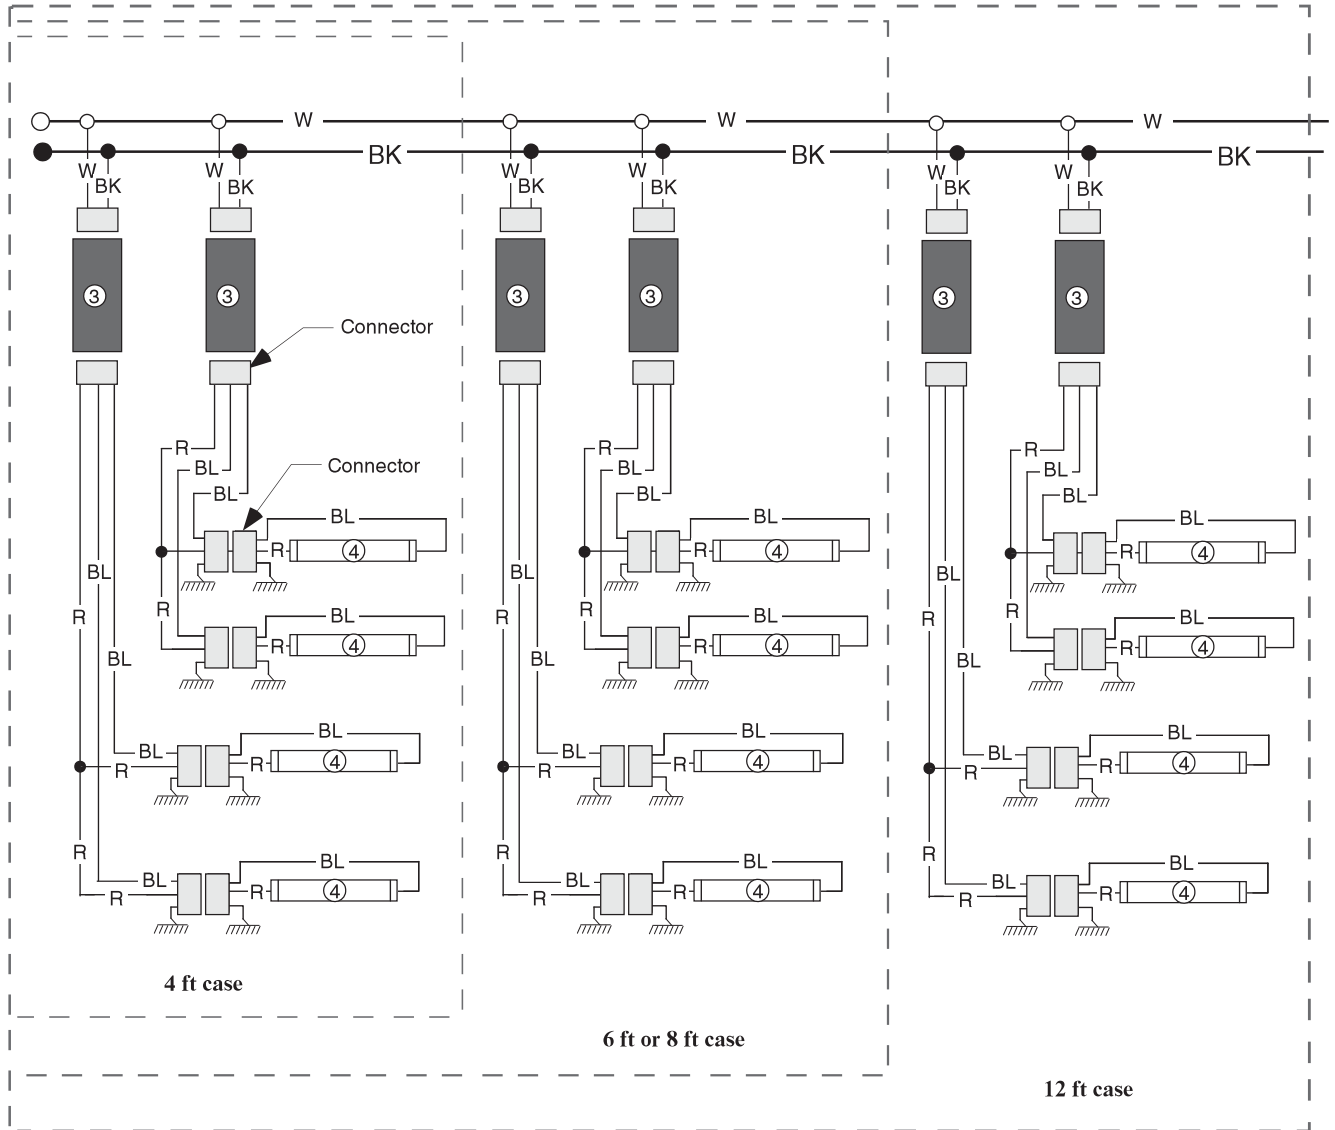 W W W
BK BK BK
W W W W W W
BK BK BK BK BK BK
3 3 3 3 3 3
Connector
R R R
BL BL BL
Connector
BL BL BL
BL BL BL
R 4 R 4 R 4
BL BL BL
R R R R R R
BL BL BL
R 4 R 4 R 4
BL BL BL
BL BL BL
BL BL BL
R R 4 R R 4 R R 4
R R R
BL BL BL
BL BL BL
R R 4 R R 4 R R 4
4 ft case
6 ft or 8 ft case
12 ft case